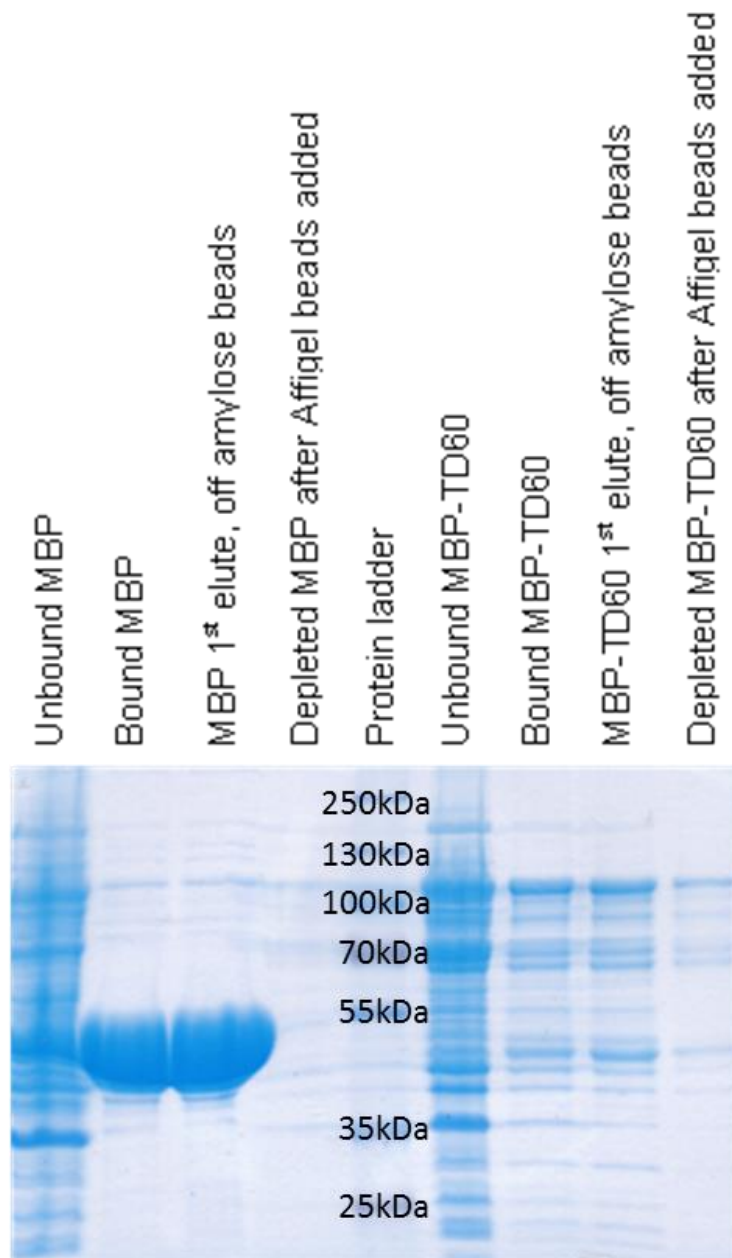 Unbound MBP
Bound MBP
MBP 1st elute, off amylose beads
Depleted MBP after Affigel beads added
Protein ladder
Unbound MBP-TD60
Bound MBP-TD60
MBP-TD60 1st elute, off amylose beads
Depleted MBP-TD60 after Affigel beads added
250kDa
130kDa
100kDa
70kDa
55kDa
35kDa
25kDa